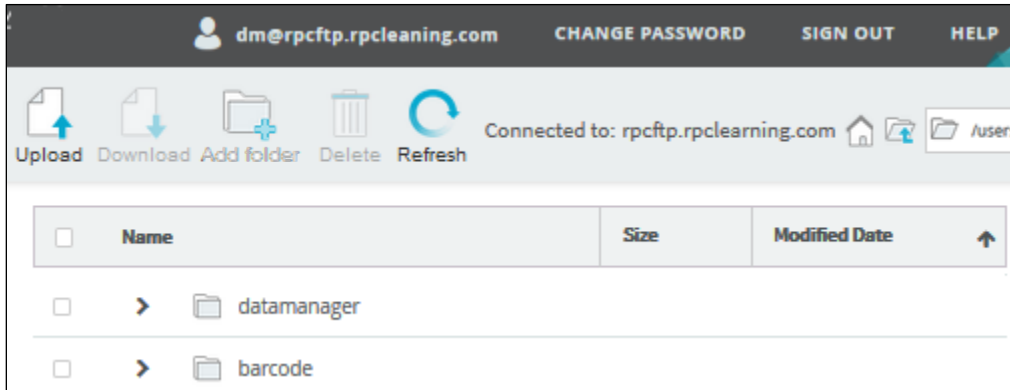 dm@rpcftp.rpcleaning.com CHANGE PASSWORD SIGN OUT HELP
Upload Download Add folder Delete Refresh Connected to: rpcftp.rpclearning.com /user
Name Size Modified Date
datamanager
barcode